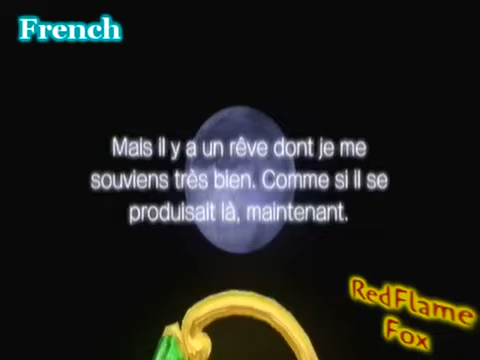 French
Mais il y a un rêve dont je me
souviens très bien. Comme si il se
produisait là, maintenant.
RedFlame
Fox